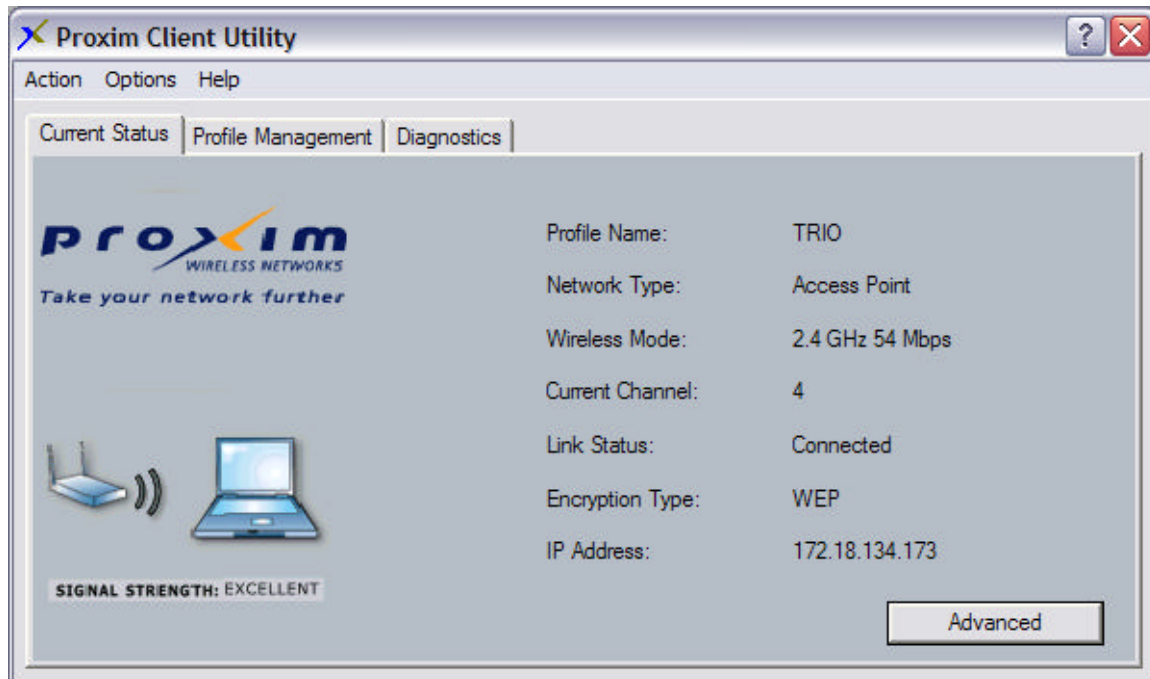 Proxim Client Utility
Action Options Help
Current Status Profile Management Diagnostics
proxim
WIRELESS NETWORKS
Take your network further
Profile Name: TRIO
Network Type: Access Point
Wireless Mode: 2.4 GHz 54 Mbps
Current Channel: 4
Link Status: Connected
Encryption Type: WEP
IP Address: 172.18.134.173
SIGNAL STRENGTH: EXCELLENT
Advanced